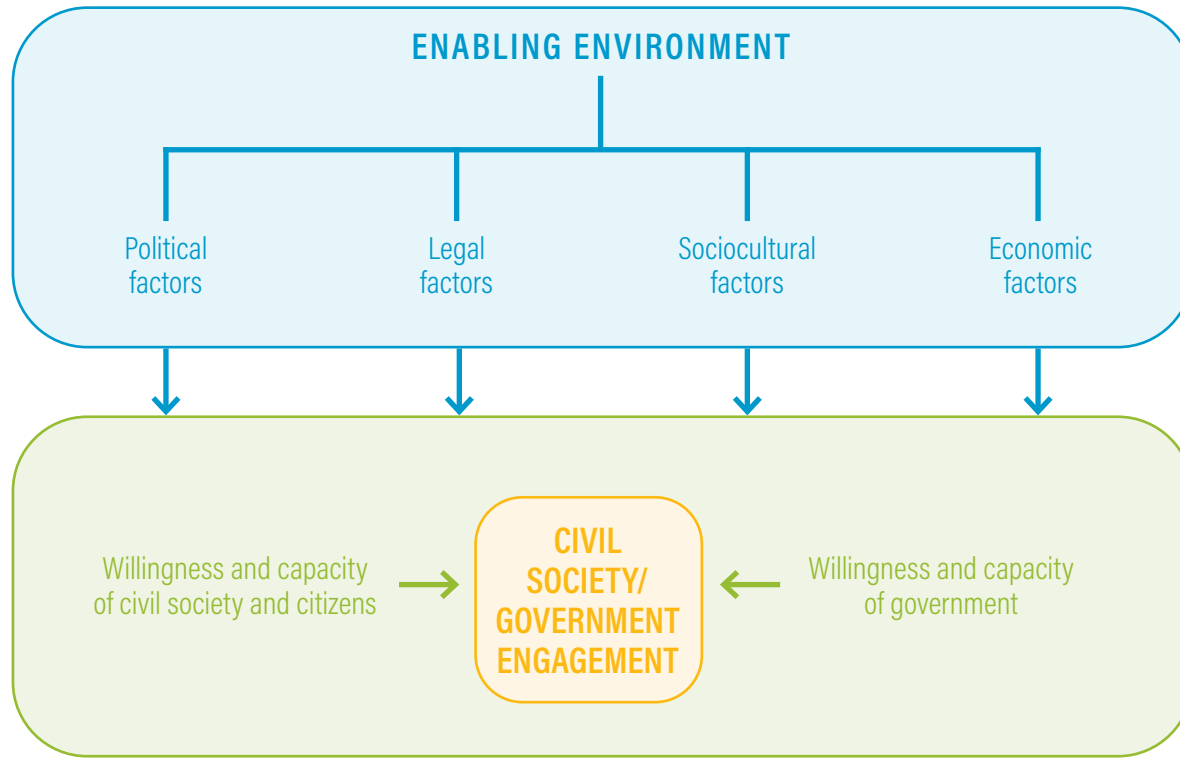 ENABLING ENVIRONMENT
Political
factors
Legal
factors
Sociocultural
factors
Economic
factors
Willingness and capacity
of civil society and citizens
CIVIL
SOCIETY/
GOVERNMENT
ENGAGEMENT
Willingness and capacity
of government